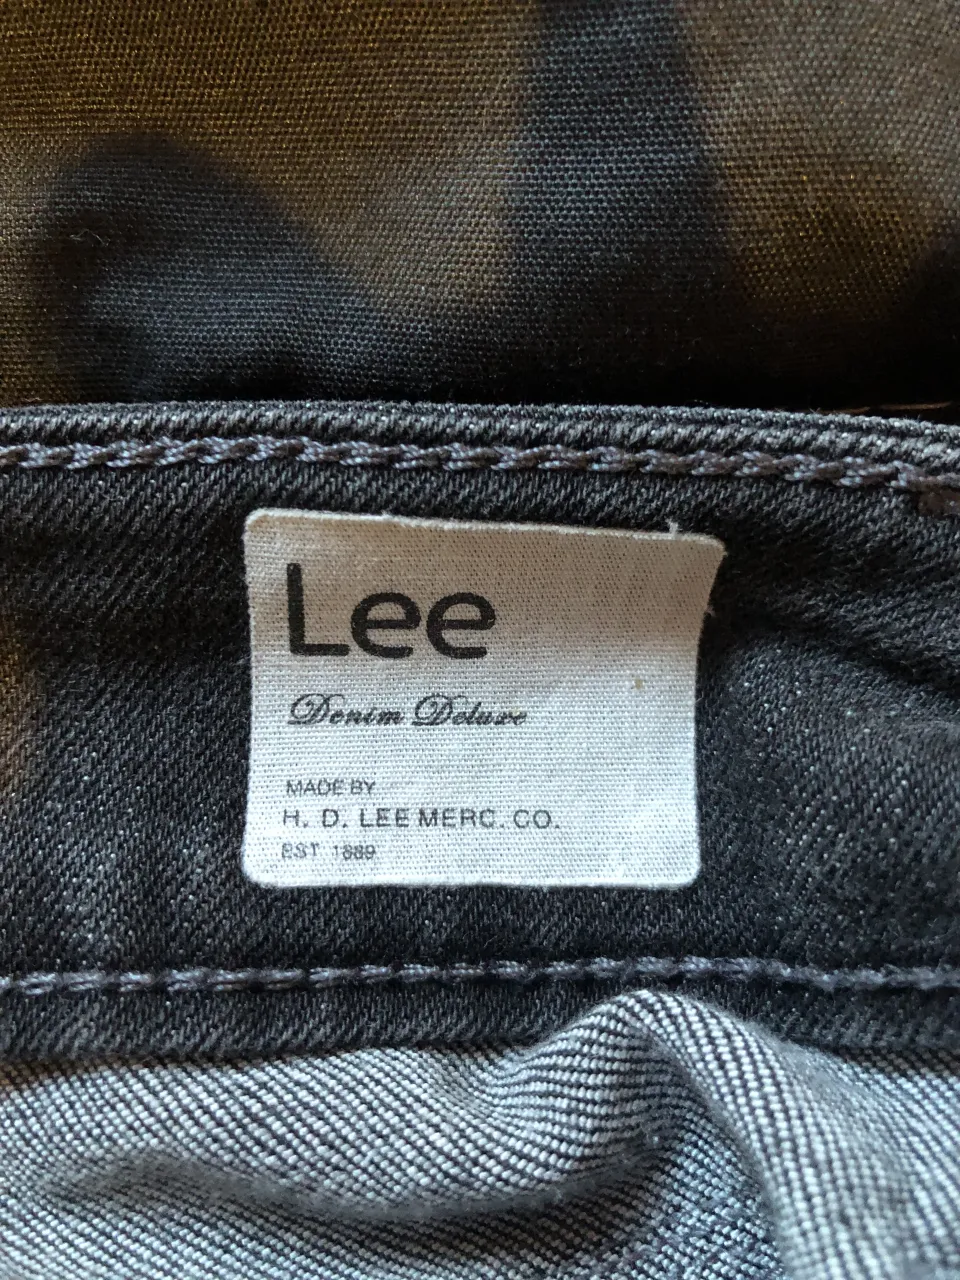 Lee
Denim Deluxe
MADE BY
H. D. LEE MERC. CO.
EST 1889